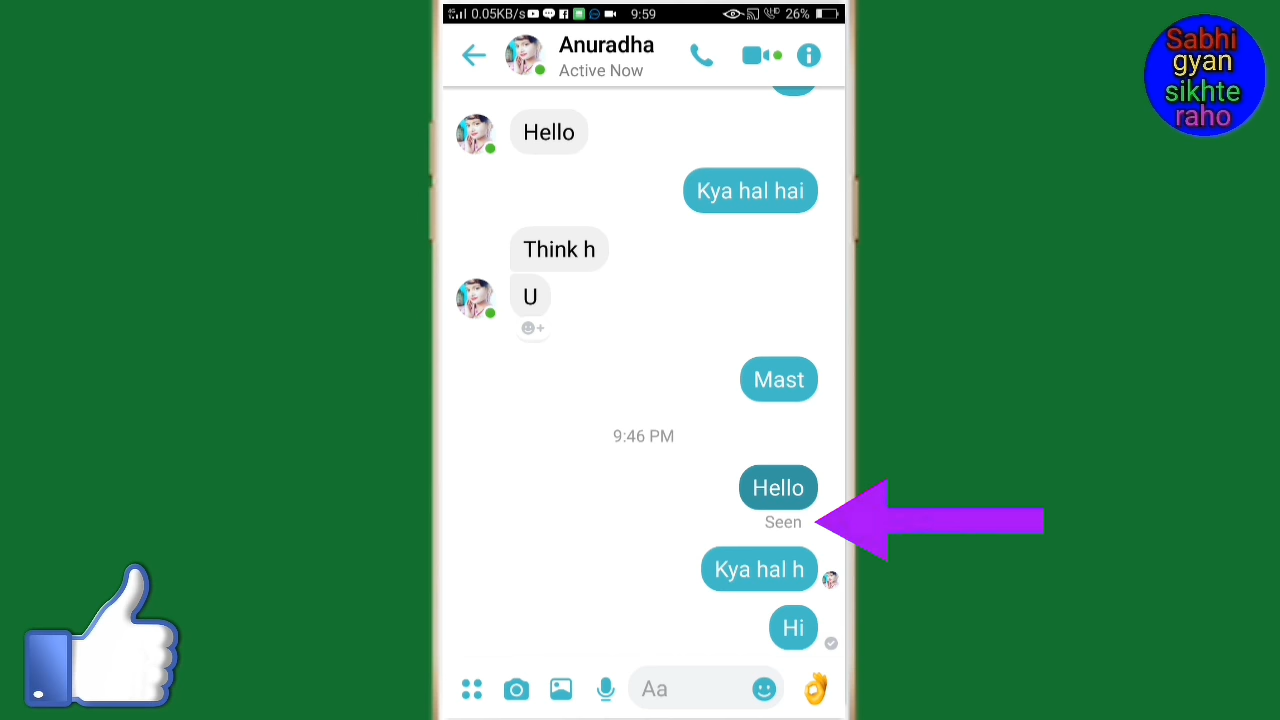 0.05KB/s 9:59 26%
Anuradha
Active Now
Sabhi
gyan
sikhte
raho
Hello
Kya hal hai
Think h
U
Mast
9:46 PM
Hello
Seen
Kya hal h
Hi
Aa